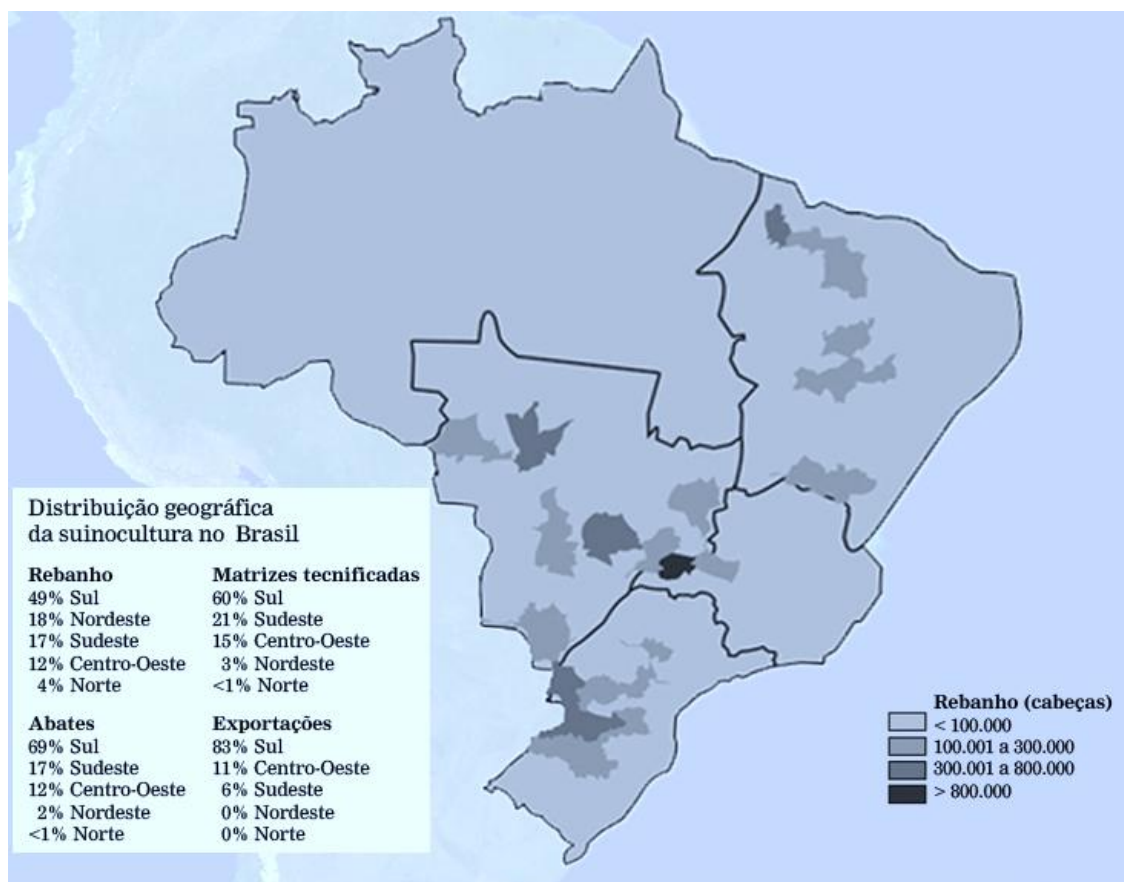 Distribuição geográfica
da suinocultura no Brasil
Rebanho
49% Sul
18% Nordeste
17% Sudeste
12% Centro-Oeste
4% Norte
Matrizes tecnificadas
60% Sul
21% Sudeste
15% Centro-Oeste
3% Nordeste
<1% Norte
Abates
69% Sul
17% Sudeste
12% Centro-Oeste
2% Nordeste
<1% Norte
Exportações
83% Sul
11% Centro-Oeste
6% Sudeste
0% Nordeste
0% Norte
Rebanho (cabeças)
< 100.000
100.001 a 300.000
300.001 a 800.000
> 800.000